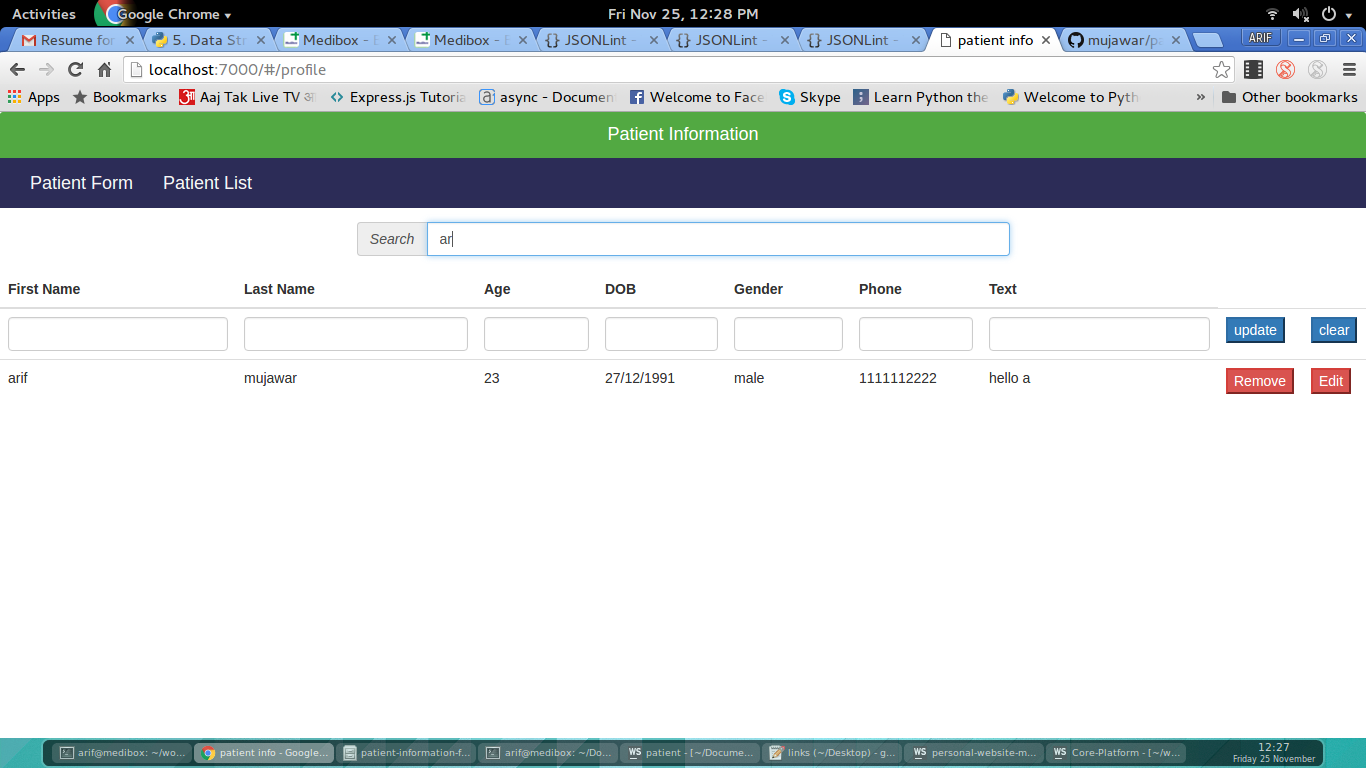 Activities Google Chrome Fri Nov 25, 12:28 PM
Resume for 5. Data Str Medibox - E Medibox - E JSONLint - JSONLint - JSONLint - patient info mujawar/pa ARIF
localhost:7000/#/profile
Apps Bookmarks Aaj Tak Live TV Express.js Tutoria async - Documen Welcome to Face Skype Learn Python the Welcome to Pyth » Other bookmarks
Patient Information
Patient Form Patient List
Search ar
First Name Last Name Age DOB Gender Phone Text
update clear
arif mujawar 23 27/12/1991 male 1111112222 hello a Remove Edit
arif@medibox: ~/wo... patient info - Google... patient-information-f... arif@medibox: ~/Do... WS patient - [~/Docume... links (~/Desktop) - g... WS personal-website-m... WS Core-Platform - [~/w... 12:27
Friday 25 November